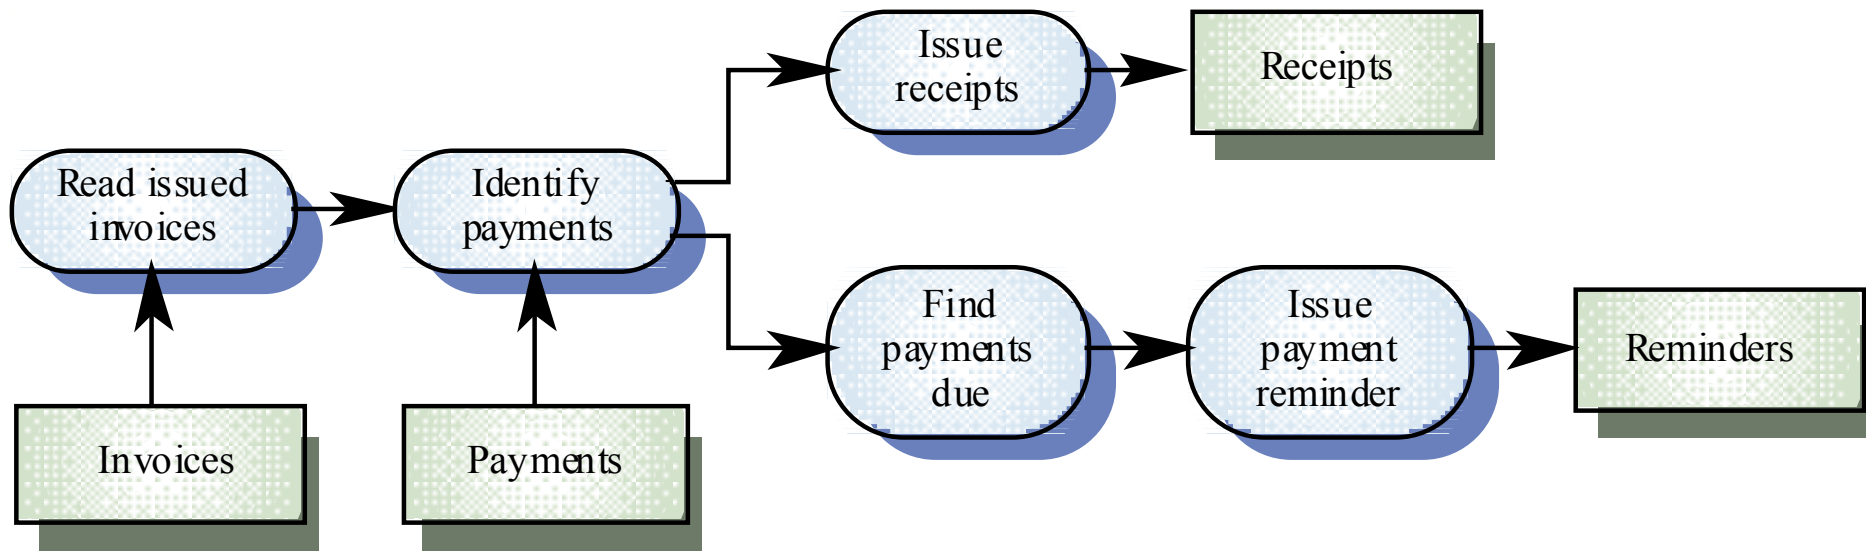 Issue
receipts
Receipts
Read issued
invoices
Identify
payments
Find
payments
due
Issue
payment
reminder
Reminders
Invoices
Payments